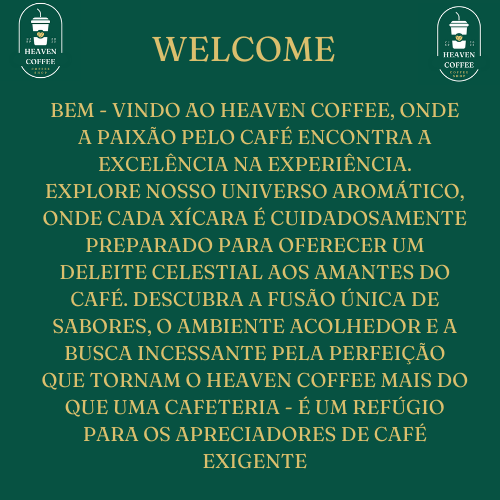 HEAVEN
COFFEE
COFFEE
SHOP
WELCOME
HEAVEN
COFFEE
COFFEE
SHOP
BEM - VINDO AO HEAVEN COFFEE, ONDE
A PAIXÃO PELO CAFÉ ENCONTRA A
EXCELÊNCIA NA EXPERIÊNCIA.
EXPLORE NOSSO UNIVERSO AROMÁTICO,
ONDE CADA XÍCARA É CUIDADOSAMENTE
PREPARADO PARA OFERECER UM
DELEITE CELESTIAL AOS AMANTES DO
CAFÉ. DESCUBRA A FUSÃO ÚNICA DE
SABORES, O AMBIENTE ACOLHEDOR E A
BUSCA INCESSANTE PELA PERFEIÇÃO
QUE TORNAM O HEAVEN COFFEE MAIS DO
QUE UMA CAFETERIA - É UM REFÚGIO
PARA OS APRECIADORES DE CAFÉ
EXIGENTE